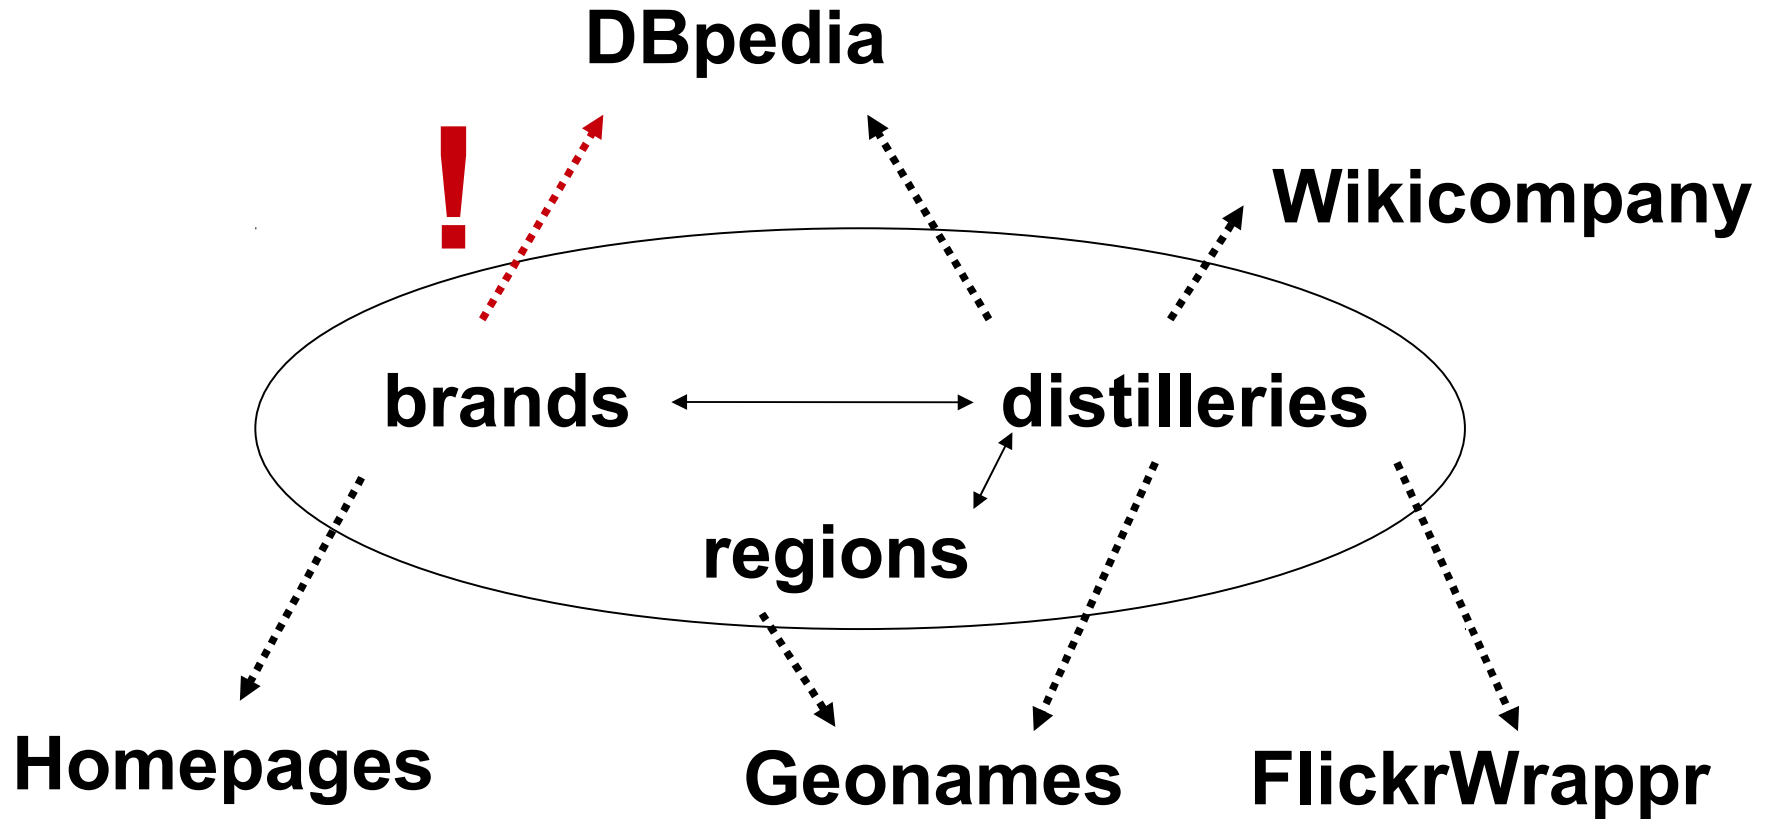 DBpedia
!
Wikicompany
brands
distilleries
regions
Homepages
Geonames
FlickrWrappr